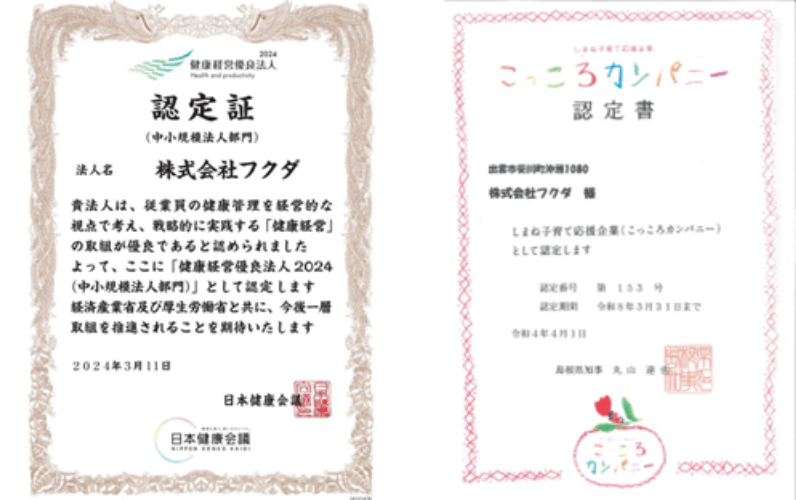 2024
健康経営優良法人
Health and productivity
認定証
(中小規模法人部門)
法人名 株式会社フクダ
貴法人は、従業員の健康管理を経営的な
視点で考え、戦略的に実践する「健康経営」
の取組が優良であると認められました
よって、ここに「健康経営優良法人2024
(中小規模法人部門)」として認定します
経済産業省及び厚生労働省と共に、今後一層
取組を推進されることを期待いたします
2024年3月11日
日本健康会議
日本健康会議
NIPPON KENKO KAIGI
しまね子育て応援企業
こっころカンパニー
認定書
出雲市斐川町沖洲1080
株式会社フクダ 様
しまね子育て応援企業(こっころカンパニー)
として認定します
認定番号 第 153 号
認定期間 令和8年3月31日まで
令和4年4月1日
島根県知事 丸山 達也
こっころ
カンパニー